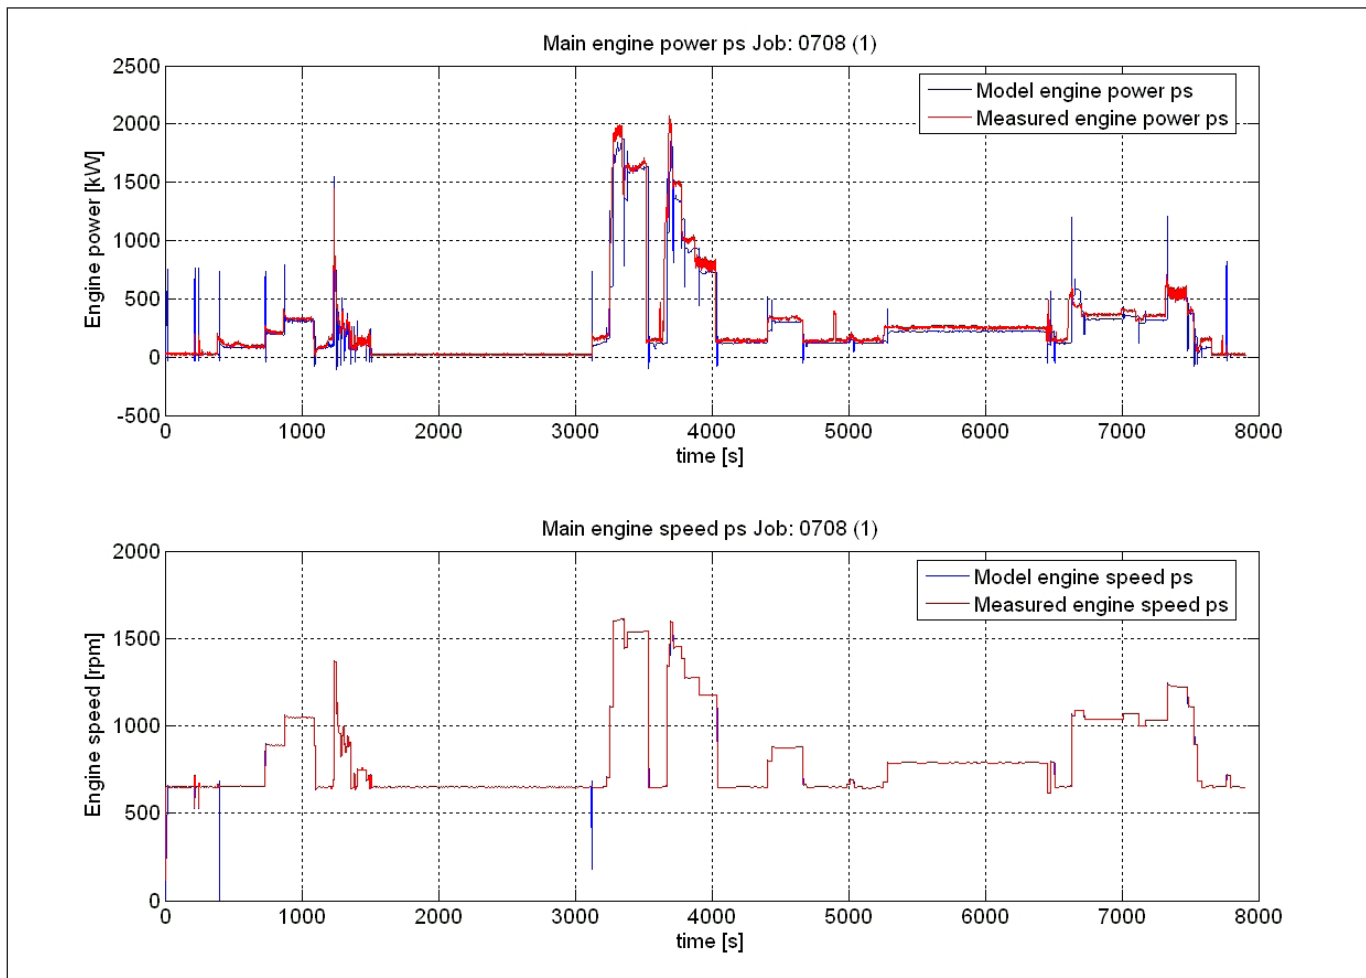 Main engine power ps Job: 0708 (1)
Engine power [kW]
2500
2000
1500
1000
500
0
-500
Model engine power ps
Measured engine power ps
0 1000 2000 3000 4000 5000 6000 7000 8000
time [s]
Main engine speed ps Job: 0708 (1)
Engine speed [rpm]
2000
1500
1000
500
0
Model engine speed ps
Measured engine speed ps
0 1000 2000 3000 4000 5000 6000 7000 8000
time [s]